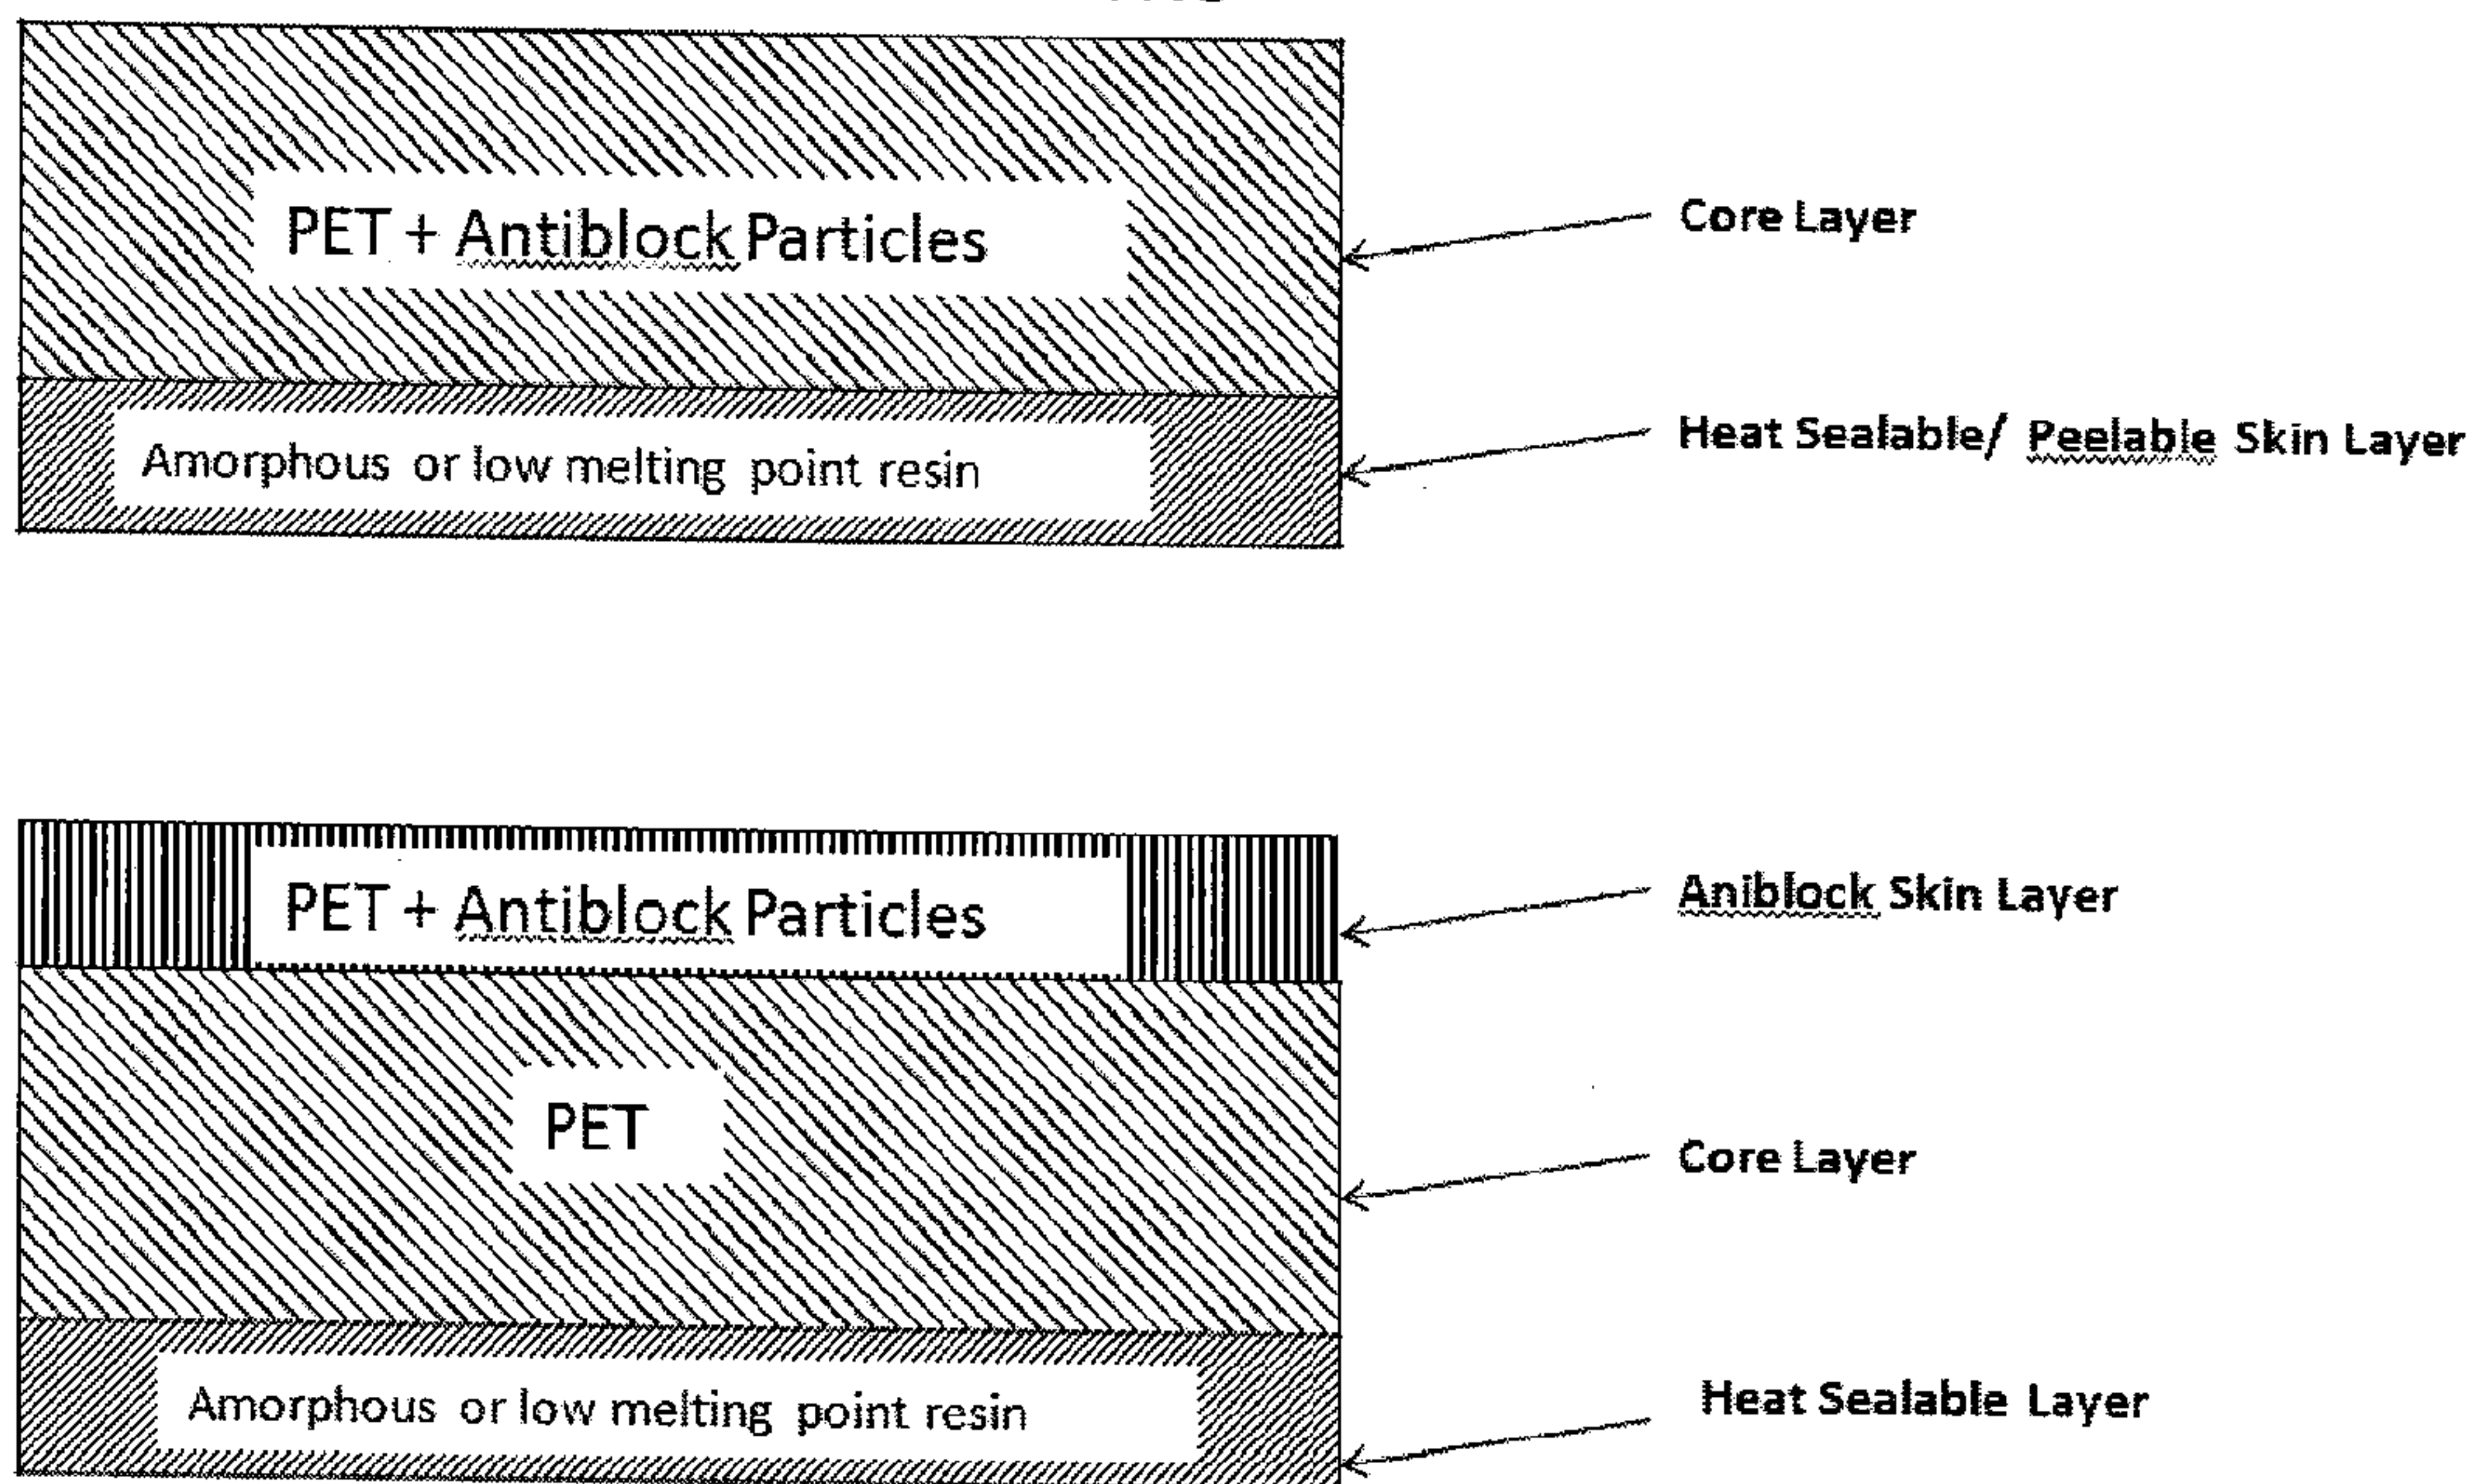 PET + Antiblock Particles
Core Layer
Amorphous or low melting point resin
Heat Sealable/ Peelable Skin Layer
PET + Antiblock Particles
Aniblock Skin Layer
PET
Core Layer
Amorphous or low melting point resin
Heat Sealable Layer